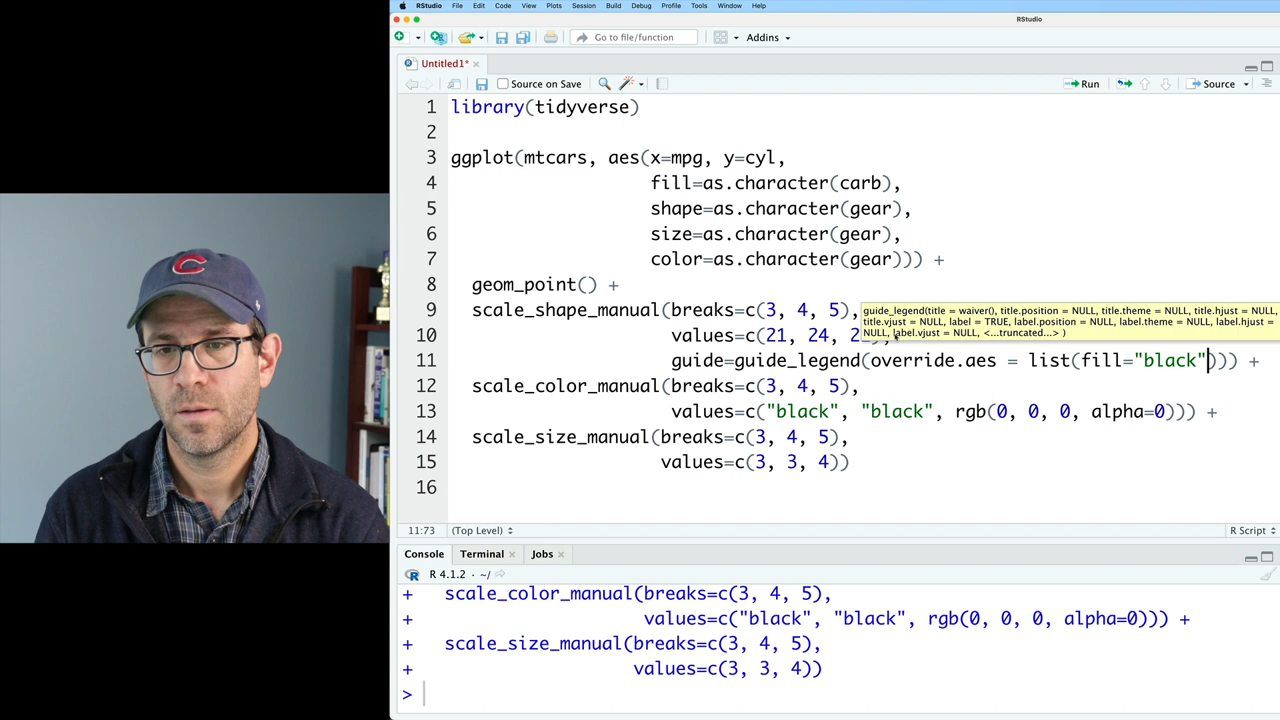 RStudio File Edit Code View Plots Session Build Debug Profile Tools Window Help
RStudio
Go to file/function Addins
Untitled1*
Source on Save Run Source
1 library(tidyverse)
2
3 ggplot(mtcars, aes(x=mpg, y=cyl,
4 fill=as.character(carb),
5 shape=as.character(gear),
6 size=as.character(gear),
7 color=as.character(gear))) +
8 geom_point() +
9 scale_shape_manual(breaks=c(3, 4, 5),
guide_legend(title = waiver(), title.position = NULL, title.theme = NULL, title.hjust = NULL,
title.vjust = NULL, label = TRUE, label.position = NULL, label.theme = NULL, label.hjust =
NULL, label.vjust = NULL, <...truncated...> )
10 values=c(21, 24, 2
11 guide=guide_legend(override.aes = list(fill="black"))) +
12 scale_color_manual(breaks=c(3, 4, 5),
13 values=c("black", "black", rgb(0, 0, 0, alpha=0))) +
14 scale_size_manual(breaks=c(3, 4, 5),
15 values=c(3, 3, 4))
16
11:73 (Top Level) R Script
Console Terminal Jobs
R 4.1.2 · ~/
+ scale_color_manual(breaks=c(3, 4, 5),
+ values=c("black", "black", rgb(0, 0, 0, alpha=0))) +
+ scale_size_manual(breaks=c(3, 4, 5),
+ values=c(3, 3, 4))
>
C